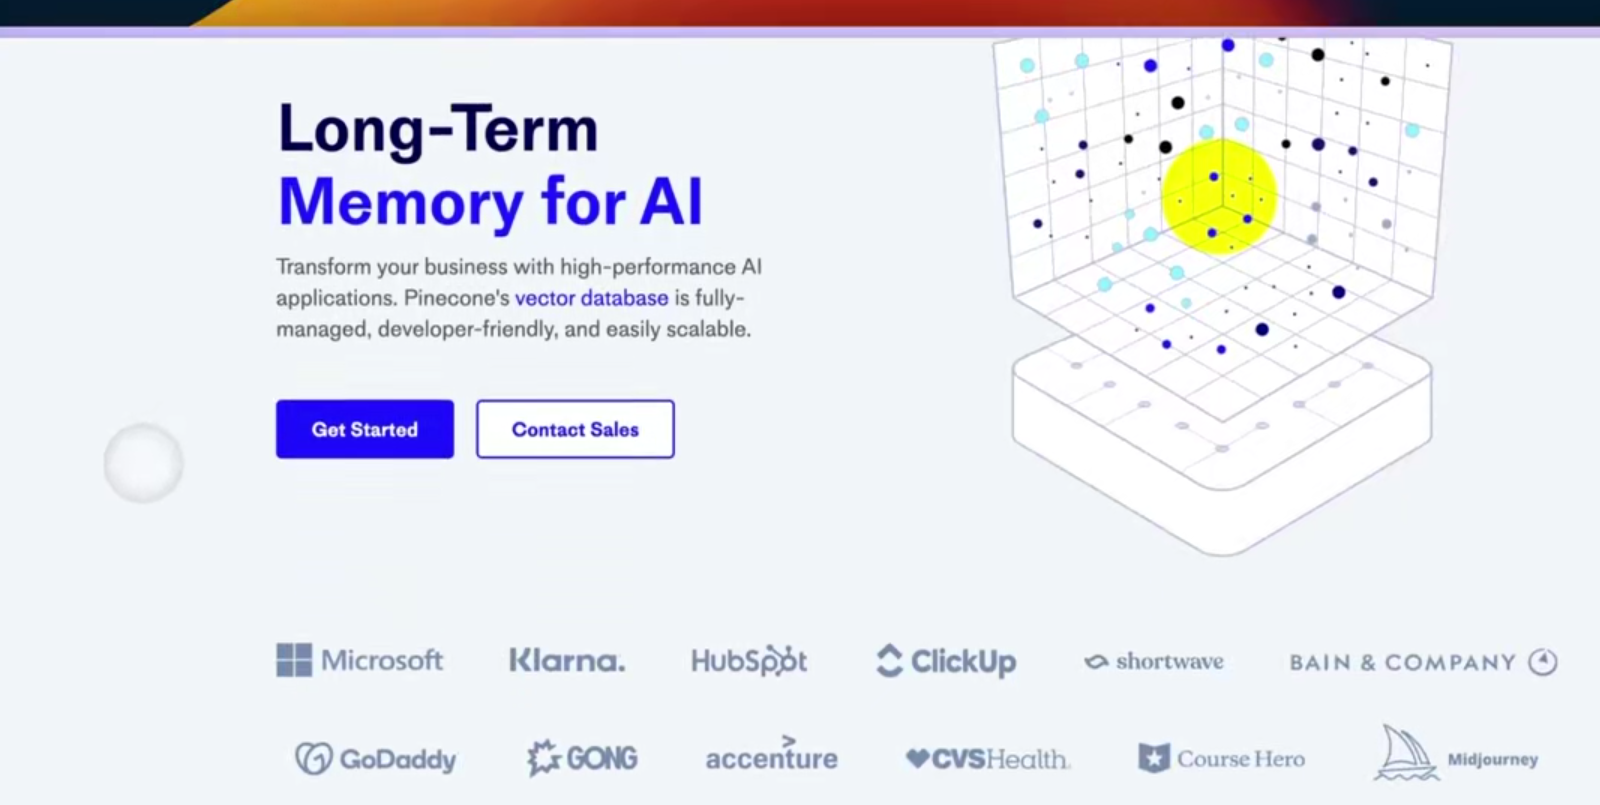 Long-Term
Memory for AI
Transform your business with high-performance AI
applications. Pinecone's vector database is fully-
managed, developer-friendly, and easily scalable.
Get Started
Contact Sales
Microsoft
Klarna.
HubSpot
ClickUp
shortwave
BAIN & COMPANY
GoDaddy
GONG
accenture
CVSHealth.
Course Hero
Midjourney